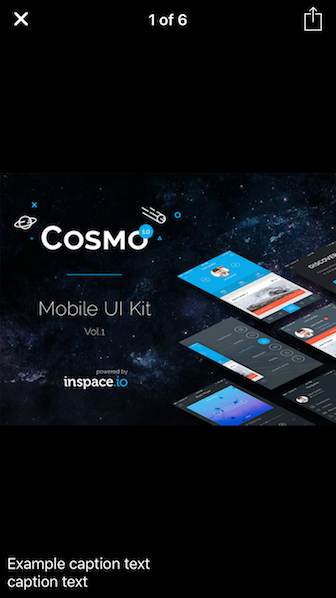 1 of 6
COSMO
1.0
Mobile UI Kit
Vol.1
powered by
inspace.io
DISCOVER
Example caption text
caption text